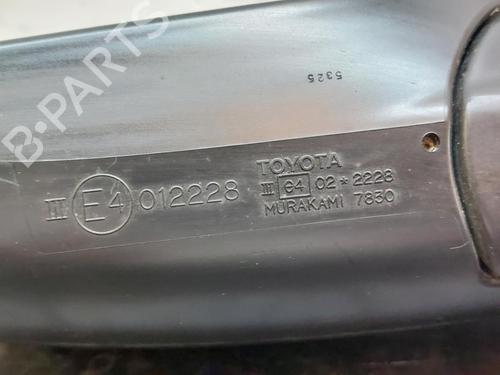 B-PARTS
5325
TOYOTA
III E4 012228
III e4 02*2228
MURAKAMI 7830